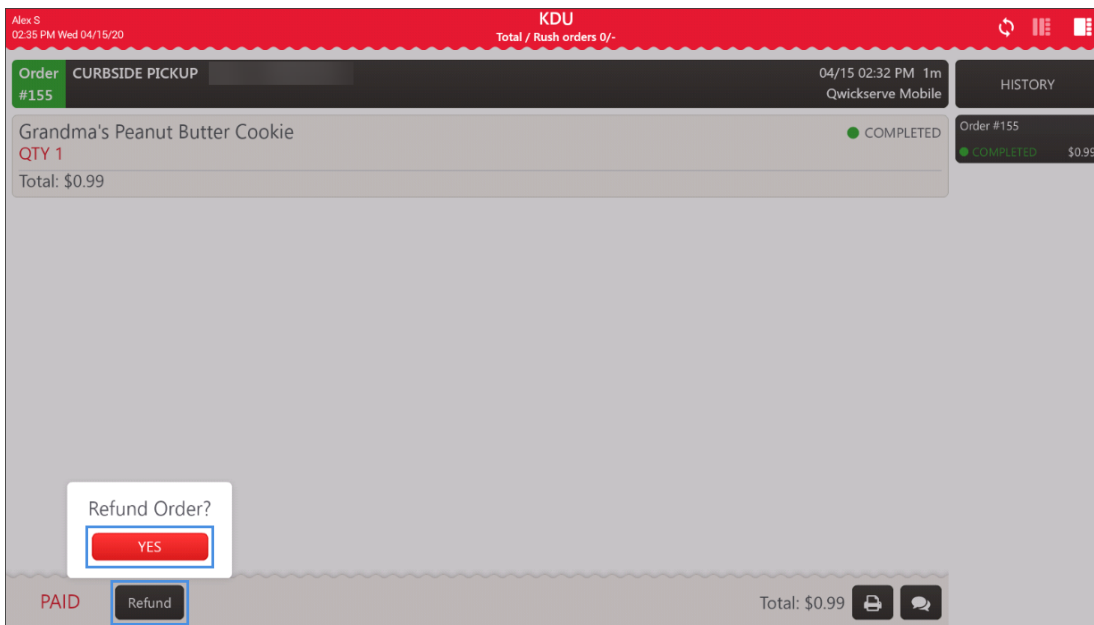 Alex S
02:35 PM Wed 04/15/20
KDU
Total / Rush orders 0/-
Order #155
CURBSIDE PICKUP
04/15 02:32 PM 1m
Qwickserve Mobile
HISTORY
Grandma's Peanut Butter Cookie
QTY 1
COMPLETED
Total: $0.99
Order #155
COMPLETED $0.99
Refund Order?
YES
PAID
Refund
Total: $0.99